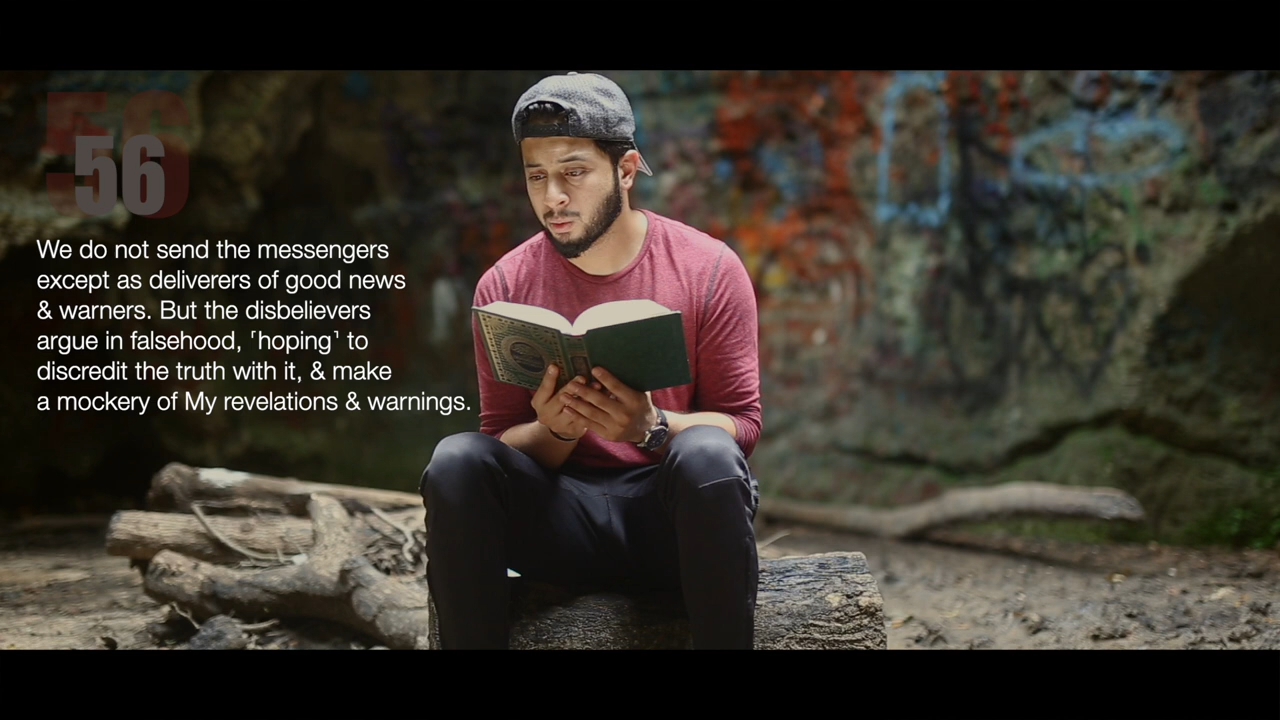 56
We do not send the messengers
except as deliverers of good news
& warners. But the disbelievers
argue in falsehood, ⸢hoping⸣ to
discredit the truth with it, & make
a mockery of My revelations & warnings.